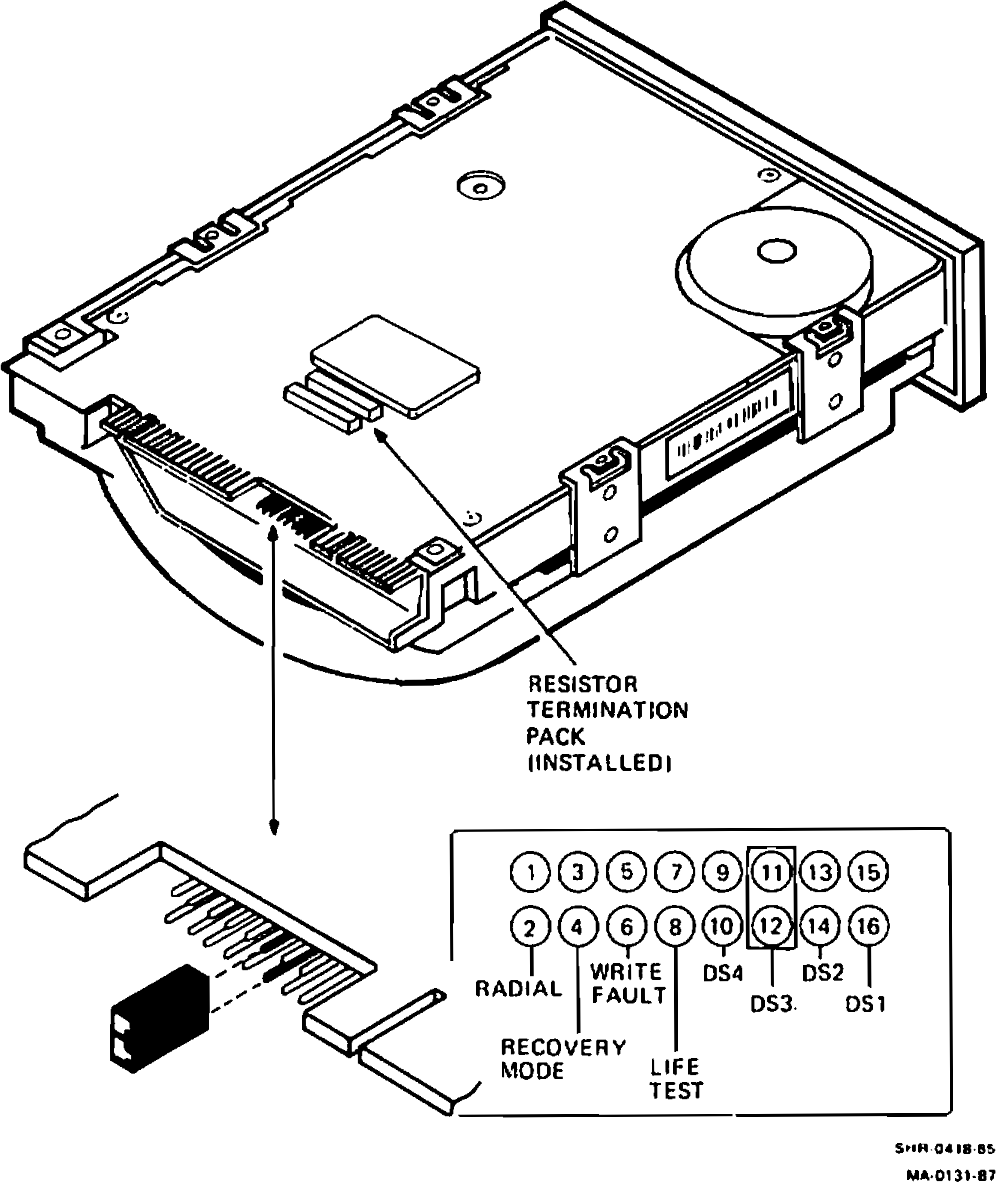 RESISTOR
TERMINATION
PACK
(INSTALLED)
1 3 5 7 9 11 13 15
2 4 6 8 10 12 14 16
RADIAL
WRITE
FAULT
DS4
DS2
DS3.
DS1
RECOVERY
MODE
LIFE
TEST
SHR-0418-85
MA-0131-87